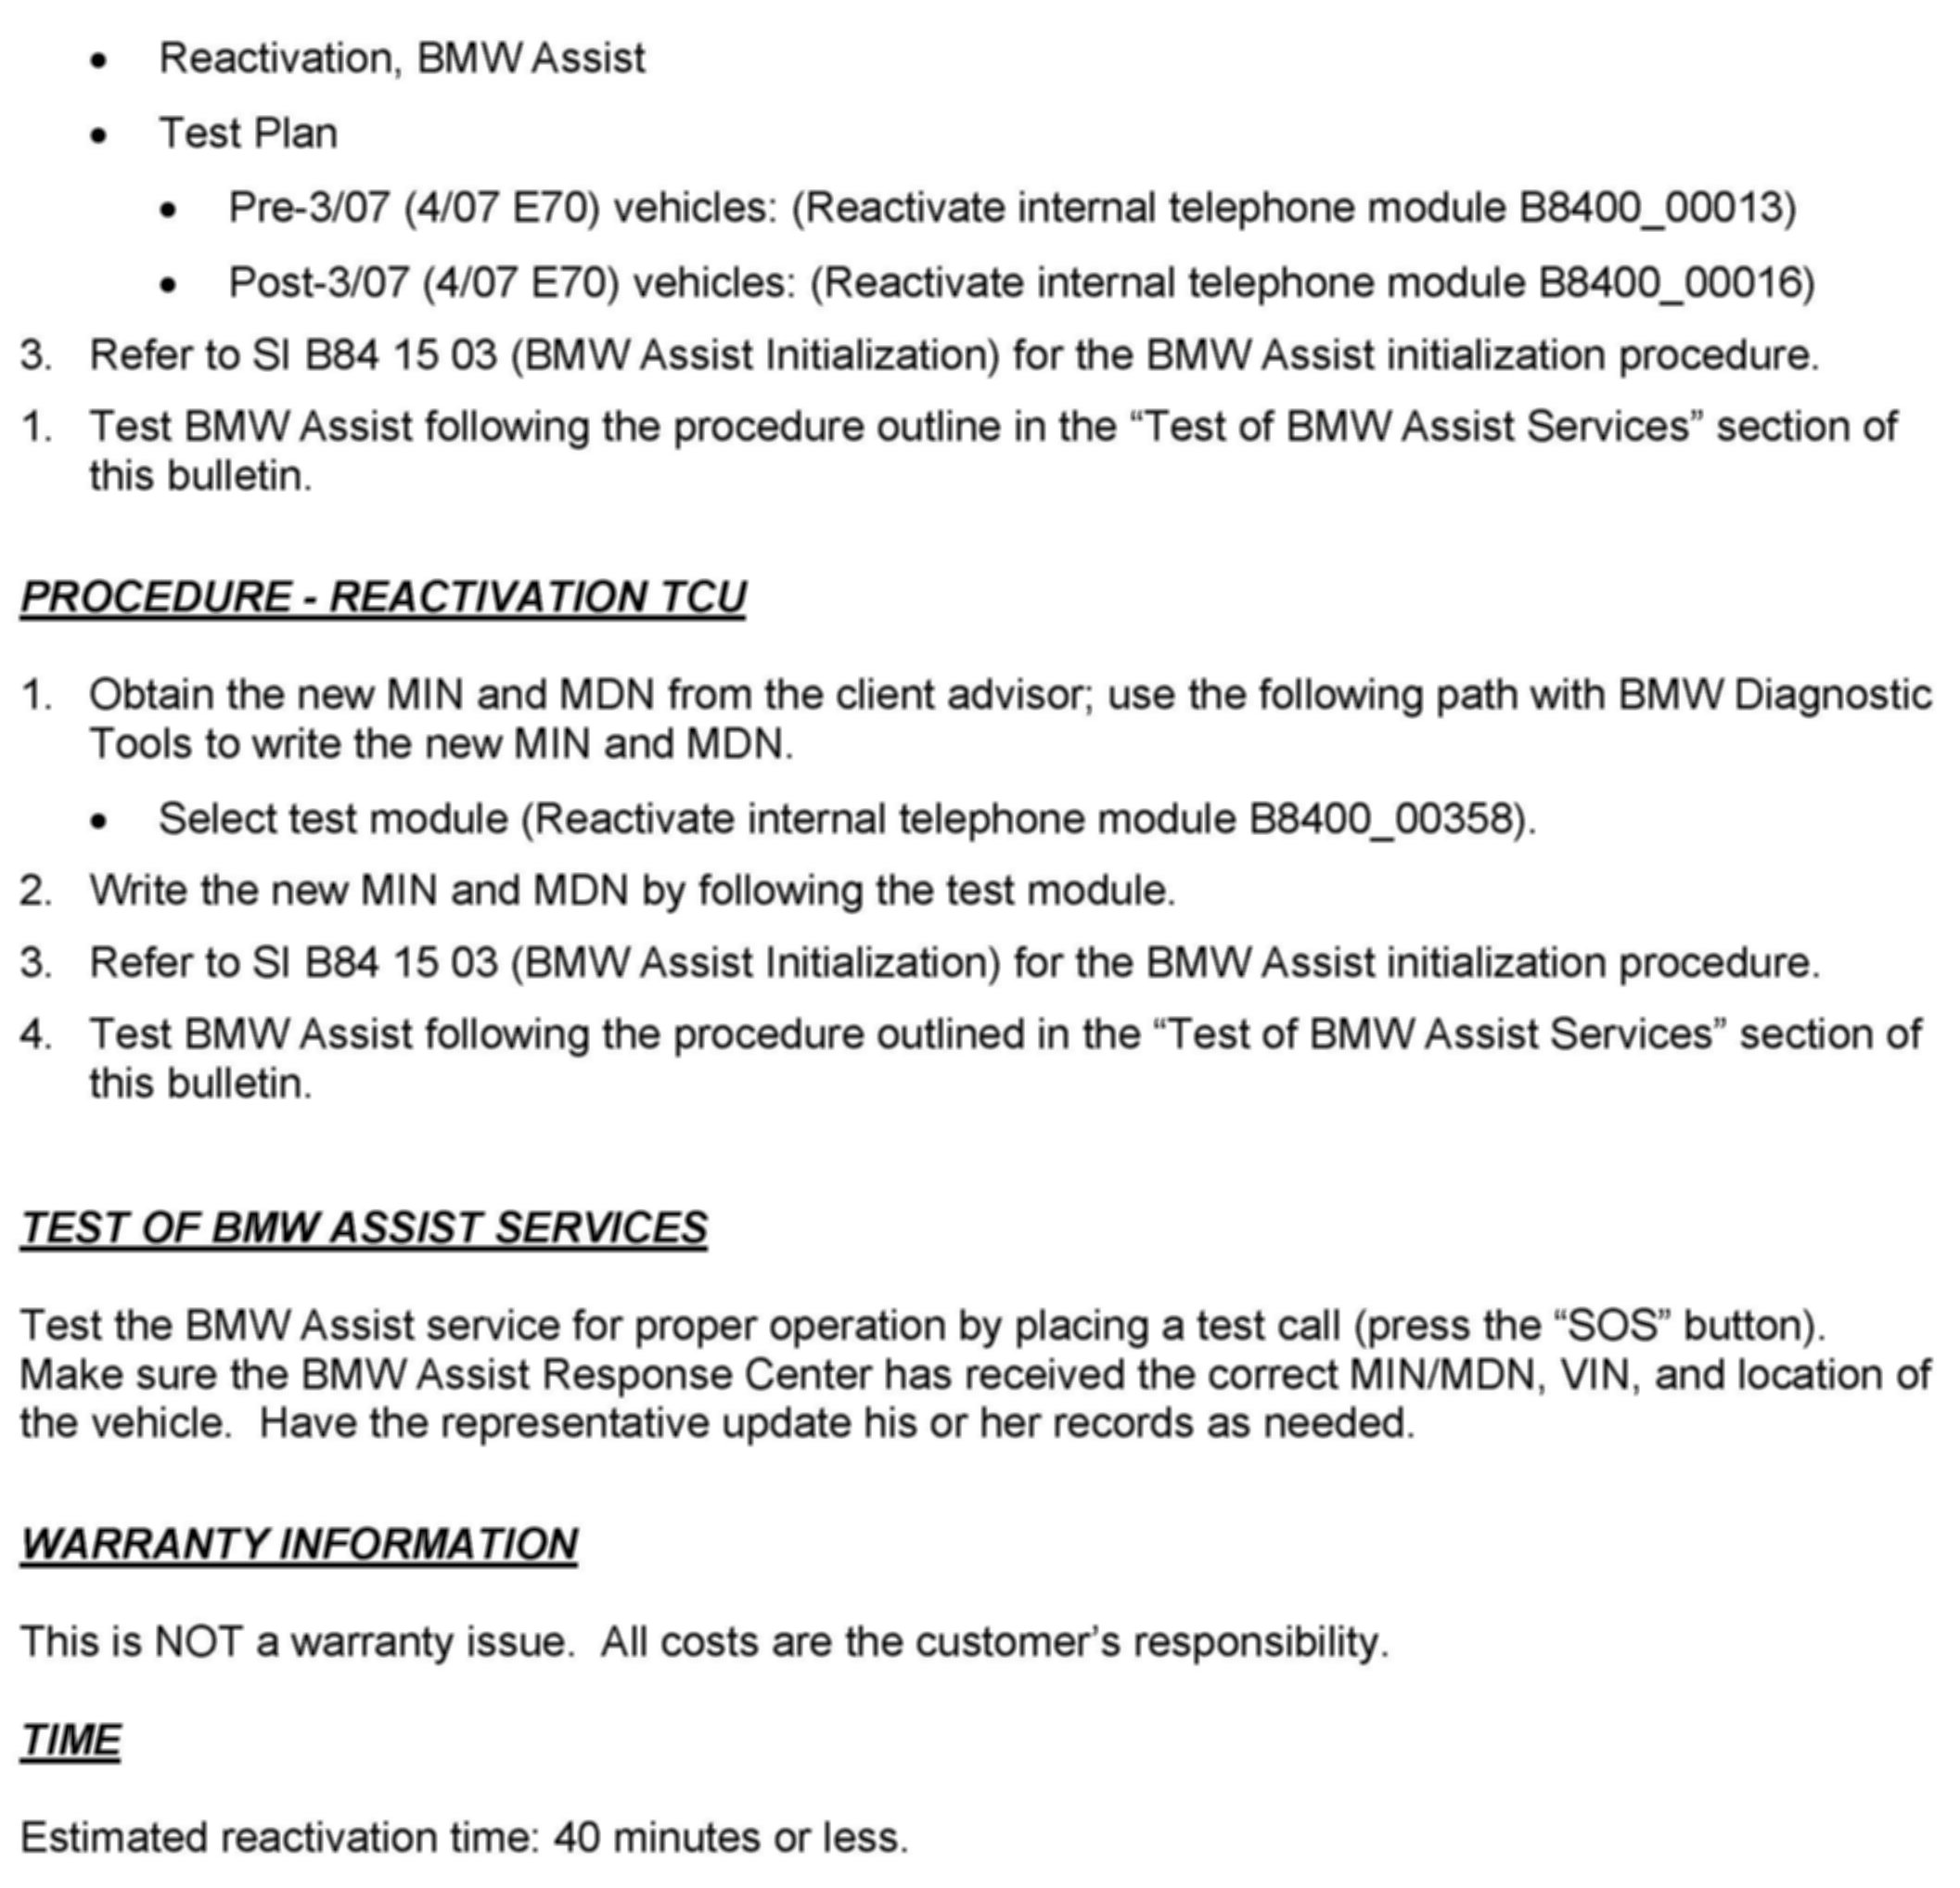 • Reactivation, BMW Assist
• Test Plan
• Pre-3/07 (4/07 E70) vehicles: (Reactivate internal telephone module B8400_00013)
• Post-3/07 (4/07 E70) vehicles: (Reactivate internal telephone module B8400_00016)
3. Refer to SI B84 15 03 (BMW Assist Initialization) for the BMW Assist initialization procedure.
1. Test BMW Assist following the procedure outline in the “Test of BMW Assist Services” section of
this bulletin.
PROCEDURE - REACTIVATION TCU
1. Obtain the new MIN and MDN from the client advisor; use the following path with BMW Diagnostic
Tools to write the new MIN and MDN.
• Select test module (Reactivate internal telephone module B8400_00358).
2. Write the new MIN and MDN by following the test module.
3. Refer to SI B84 15 03 (BMW Assist Initialization) for the BMW Assist initialization procedure.
4. Test BMW Assist following the procedure outlined in the “Test of BMW Assist Services” section of
this bulletin.
TEST OF BMW ASSIST SERVICES
Test the BMW Assist service for proper operation by placing a test call (press the “SOS” button).
Make sure the BMW Assist Response Center has received the correct MIN/MDN, VIN, and location of
the vehicle.  Have the representative update his or her records as needed.
WARRANTY INFORMATION
This is NOT a warranty issue.  All costs are the customer’s responsibility.
TIME
Estimated reactivation time: 40 minutes or less.